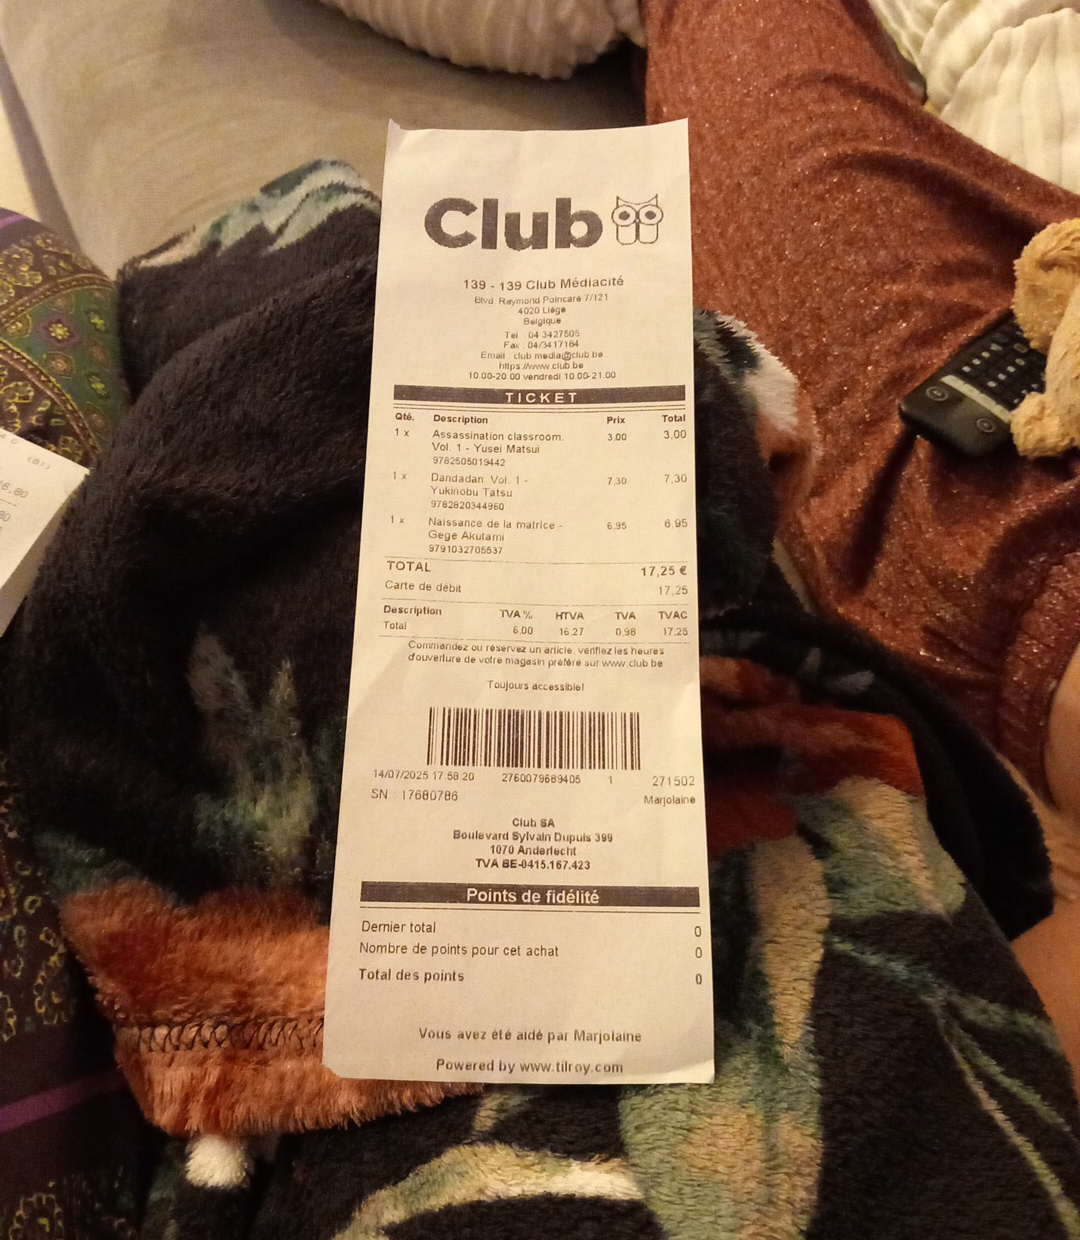 Club
139 - 139 Club Médiacité
Blvd. Raymond Poincaré 7/121
4020 Liège
Belgique
Tel : 04 3427505
Fax : 04/3417164
Email : club.media@club.be
https://www.club.be
10.00-20.00 vendredi 10.00-21.00
TICKET
Qté. Description Prix Total
1 x Assassination classroom. 3,00 3,00
Vol. 1 - Yusei Matsui
9782505019442
1 x Dandadan. Vol. 1 - 7,30 7,30
Yukinobu Tatsu
9782820344960
1 x Naissance de la matrice - 6,95 6,95
Gege Akutami
9791032705537
TOTAL 17,25 €
Carte de débit 17,25
Description TVA % HTVA TVA TVAC
Total 6,00 16,27 0,98 17,25
Commandez ou réservez un article, vérifiez les heures
d'ouverture de votre magasin préféré sur www.club.be
Toujours accessible!
14/07/2025 17:58:20 2760079689405 1 271502
SN : 17680786 Marjolaine
Club SA
Boulevard Sylvain Dupuis 399
1070 Anderlecht
TVA BE-0415.167.423
Points de fidélité
Dernier total 0
Nombre de points pour cet achat 0
Total des points 0
Vous avez été aidé par Marjolaine
Powered by www.tilroy.com